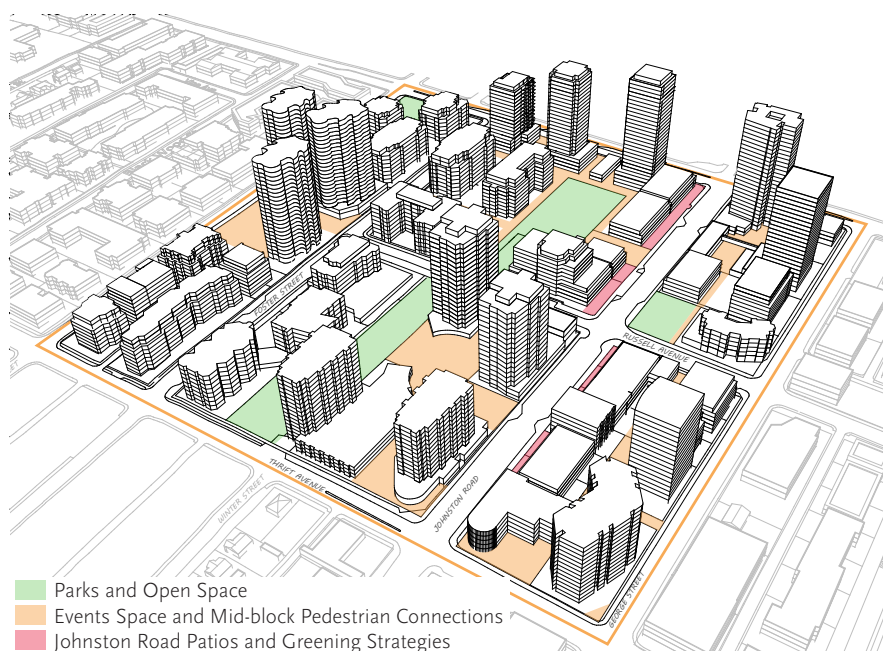 FOSTER STREET
RUSSELL AVENUE
THRIFT AVENUE
WINTER STREET
JOHNSTON ROAD
GEORGE STREET
Parks and Open Space
Events Space and Mid-block Pedestrian Connections
Johnston Road Patios and Greening Strategies